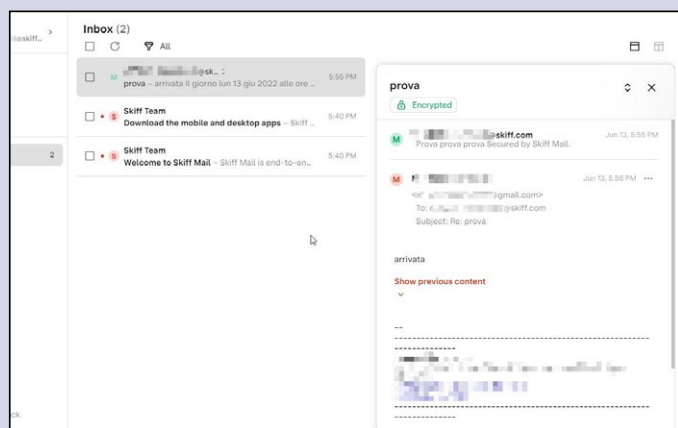 @skiff..
Inbox (2)
All
@sk..
5:55 PM
prova – arrivata Il giorno lun 13 giu 2022 alle ore ..
Skiff Team
5:40 PM
Download the mobile and desktop apps – Skiff ..
2
Skiff Team
5:40 PM
Welcome to Skiff Mail – Skiff Mail is end-to-en..
ck
prova
Encrypted
M
@skiff.com
Jun 13, 5:55 PM
Prova prova prova Secured by Skiff Mail.
M
Jun 13, 5:56 PM
@gmail.com>
To:
@skiff.com
Subject: Re: prova
arrivata
Show previous content
--